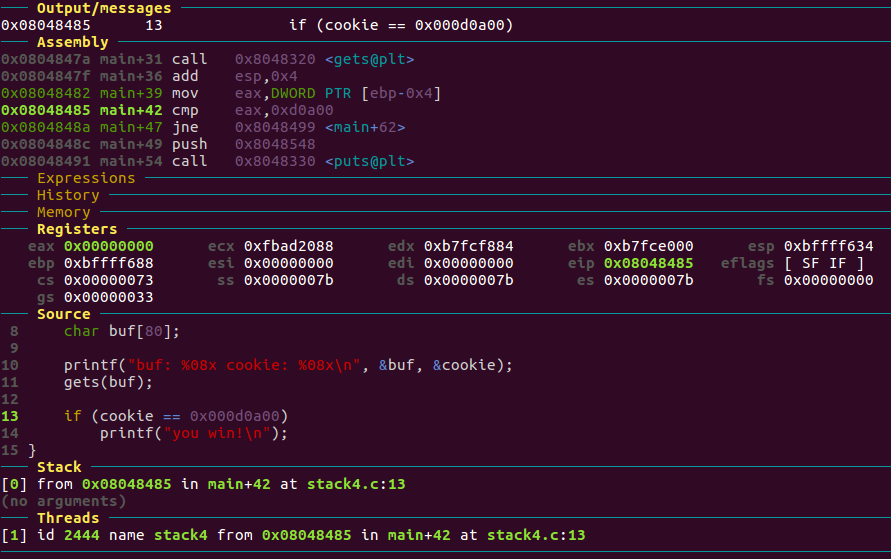 Output/messages
0x08048485      13              if (cookie == 0x000d0a00)
Assembly
0x0804847a main+31 call   0x8048320 <gets@plt>
0x0804847f main+36 add    esp,0x4
0x08048482 main+39 mov    eax,DWORD PTR [ebp-0x4]
0x08048485 main+42 cmp    eax,0xd0a00
0x0804848a main+47 jne    0x8048499 <main+62>
0x0804848c main+49 push   0x8048548
0x08048491 main+54 call   0x8048330 <puts@plt>
Expressions
History
Memory
Registers
eax 0x00000000      ecx 0xfbad2088      edx 0xb7fcf884      ebx 0xb7fce000      esp 0xbffff634
ebp 0xbffff688      esi 0x00000000      edi 0x00000000      eip 0x08048485   eflags [ SF IF ]
cs 0x00000073       ss 0x0000007b       ds 0x0000007b       es 0x0000007b       fs 0x00000000
gs 0x00000033
Source
8     char buf[80];
9
10     printf("buf: %08x cookie: %08x\n", &buf, &cookie);
11     gets(buf);
12
13     if (cookie == 0x000d0a00)
14         printf("you win!\n");
15 }
Stack
[0] from 0x08048485 in main+42 at stack4.c:13
(no arguments)
Threads
[1] id 2444 name stack4 from 0x08048485 in main+42 at stack4.c:13